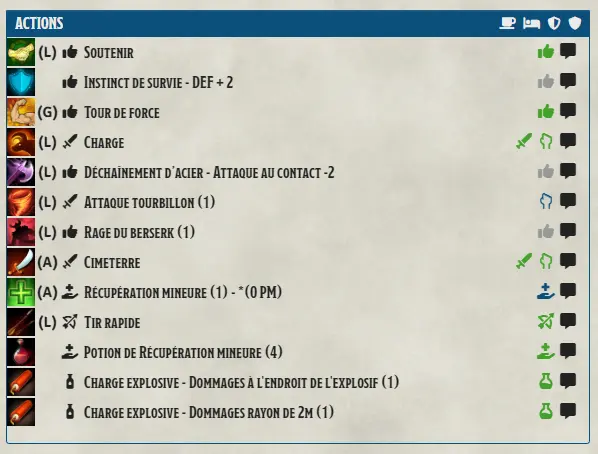 ACTIONS
(L) SOUTENIR
INSTINCT DE SURVIE - DEF + 2
(G) TOUR DE FORCE
(L) CHARGE
(L) DÉCHAÎNEMENT D'ACIER - ATTAQUE AU CONTACT -2
(L) ATTAQUE TOURBILLON (1)
(L) RAGE DU BERSERK (1)
(A) CIMETERRE
(A) RÉCUPÉRATION MINEURE (1) - *(0 PM)
(L) TIR RAPIDE
POTION DE RÉCUPÉRATION MINEURE (4)
CHARGE EXPLOSIVE - DOMMAGES À L'ENDROIT DE L'EXPLOSIF (1)
CHARGE EXPLOSIVE - DOMMAGES RAYON DE 2M (1)